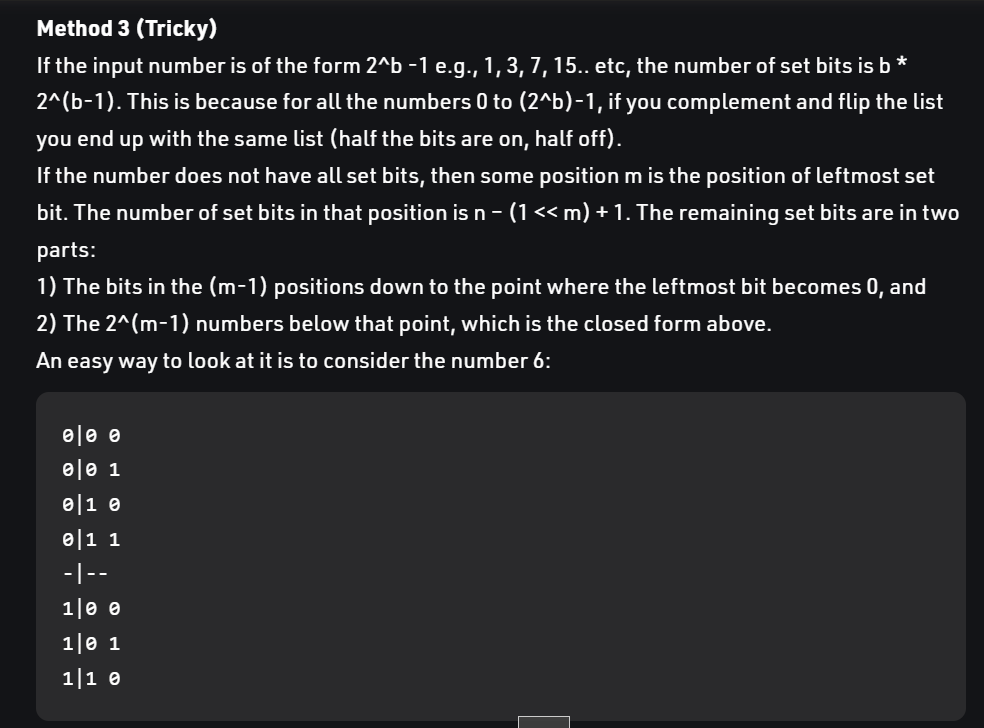 Method 3 (Tricky)
If the input number is of the form 2^b -1 e.g., 1, 3, 7, 15.. etc, the number of set bits is b *
2^(b-1). This is because for all the numbers 0 to (2^b)-1, if you complement and flip the list
you end up with the same list (half the bits are on, half off).
If the number does not have all set bits, then some position m is the position of leftmost set
bit. The number of set bits in that position is n – (1 << m) + 1. The remaining set bits are in two
parts:
1) The bits in the (m-1) positions down to the point where the leftmost bit becomes 0, and
2) The 2^(m-1) numbers below that point, which is the closed form above.
An easy way to look at it is to consider the number 6:
0|0 0
0|0 1
0|1 0
0|1 1
-|--
1|0 0
1|0 1
1|1 0